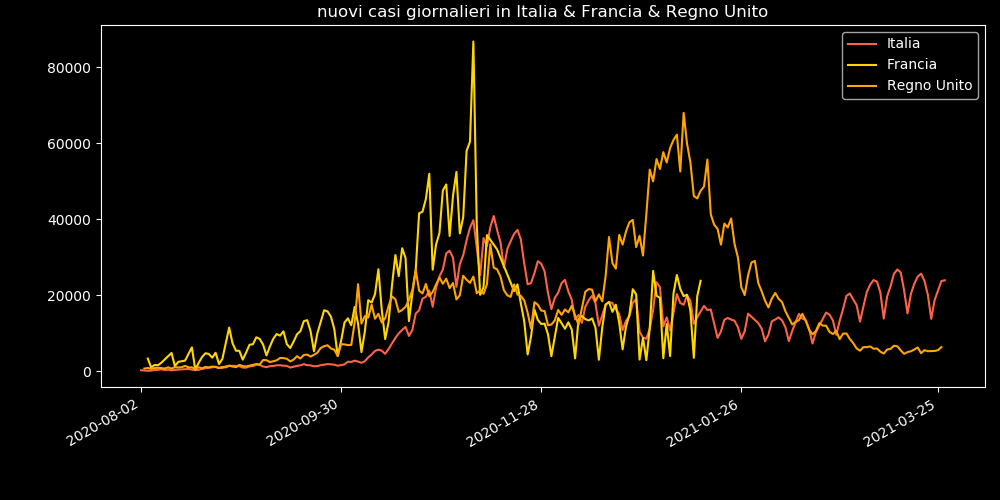 nuovi casi giornalieri in Italia & Francia & Regno Unito
Italia
Francia
Regno Unito
80000
60000
40000
20000
0
2020-08-02
2020-09-30
2020-11-28
2021-01-26
2021-03-25